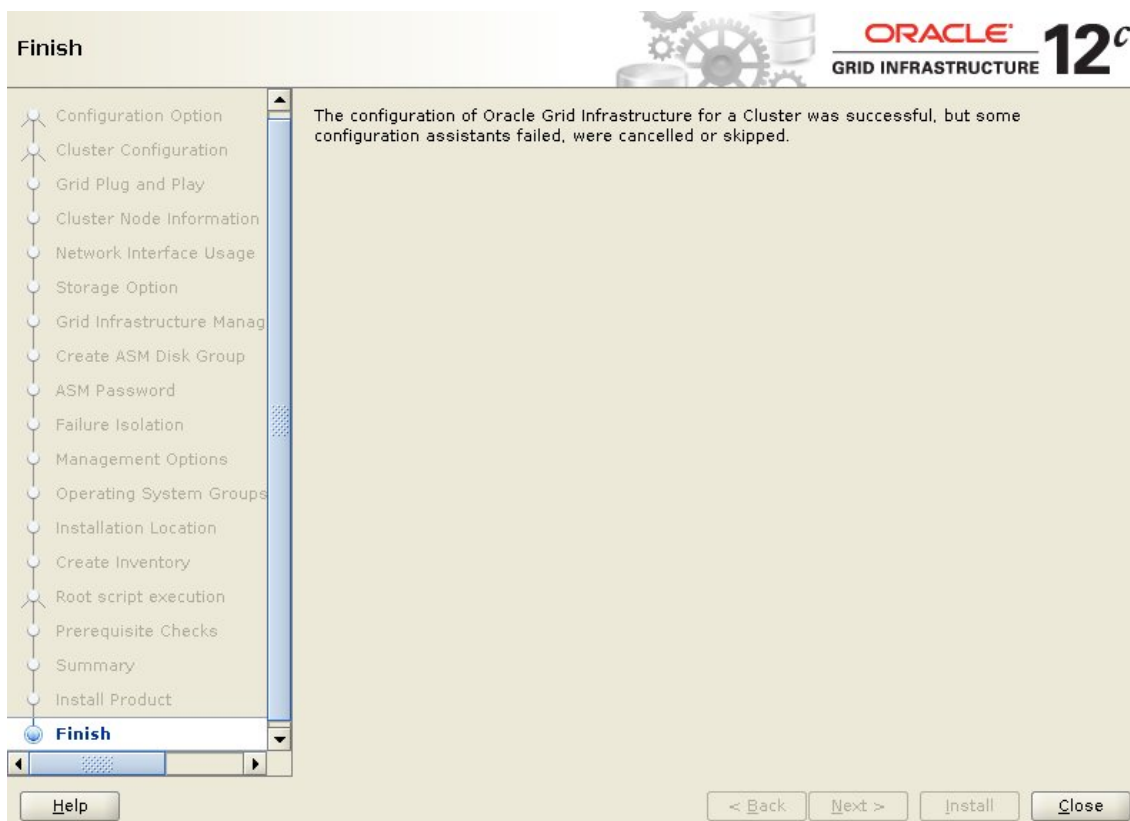 Finish
ORACLE
GRID INFRASTRUCTURE
12c
Configuration Option
Cluster Configuration
Grid Plug and Play
Cluster Node Information
Network Interface Usage
Storage Option
Grid Infrastructure Manag
Create ASM Disk Group
ASM Password
Failure Isolation
Management Options
Operating System Groups
Installation Location
Create Inventory
Root script execution
Prerequisite Checks
Summary
Install Product
Finish
The configuration of Oracle Grid Infrastructure for a Cluster was successful, but some
configuration assistants failed, were cancelled or skipped.
Help
< Back
Next >
Install
Close